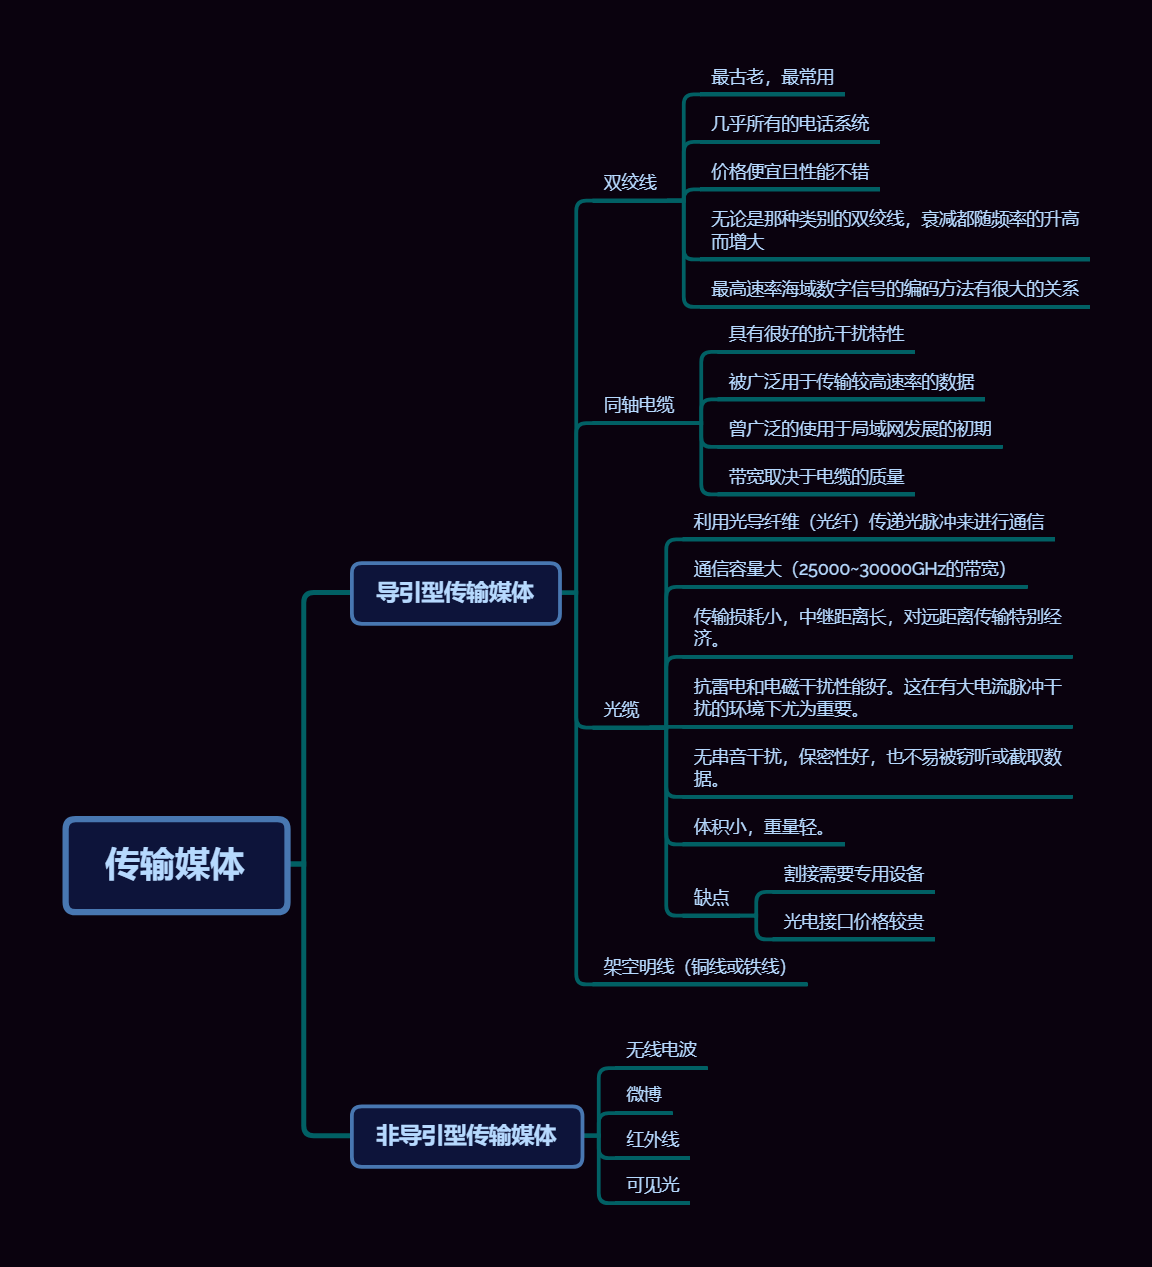 传输媒体
导引型传输媒体
双绞线
最古老，最常用
几乎所有的电话系统
价格便宜且性能不错
无论是那种类别的双绞线，衰减都随频率的升高
而增大
最高速率海域数字信号的编码方法有很大的关系
同轴电缆
具有很好的抗干扰特性
被广泛用于传输较高速率的数据
曾广泛的使用于局域网发展的初期
带宽取决于电缆的质量
光缆
利用光导纤维（光纤）传递光脉冲来进行通信
通信容量大（25000~30000GHz的带宽）
传输损耗小，中继距离长，对远距离传输特别经
济。
抗雷电和电磁干扰性能好。这在有大电流脉冲干
扰的环境下尤为重要。
无串音干扰，保密性好，也不易被窃听或截取数
据。
体积小，重量轻。
缺点
割接需要专用设备
光电接口价格较贵
架空明线（铜线或铁线）
非导引型传输媒体
无线电波
微博
红外线
可见光